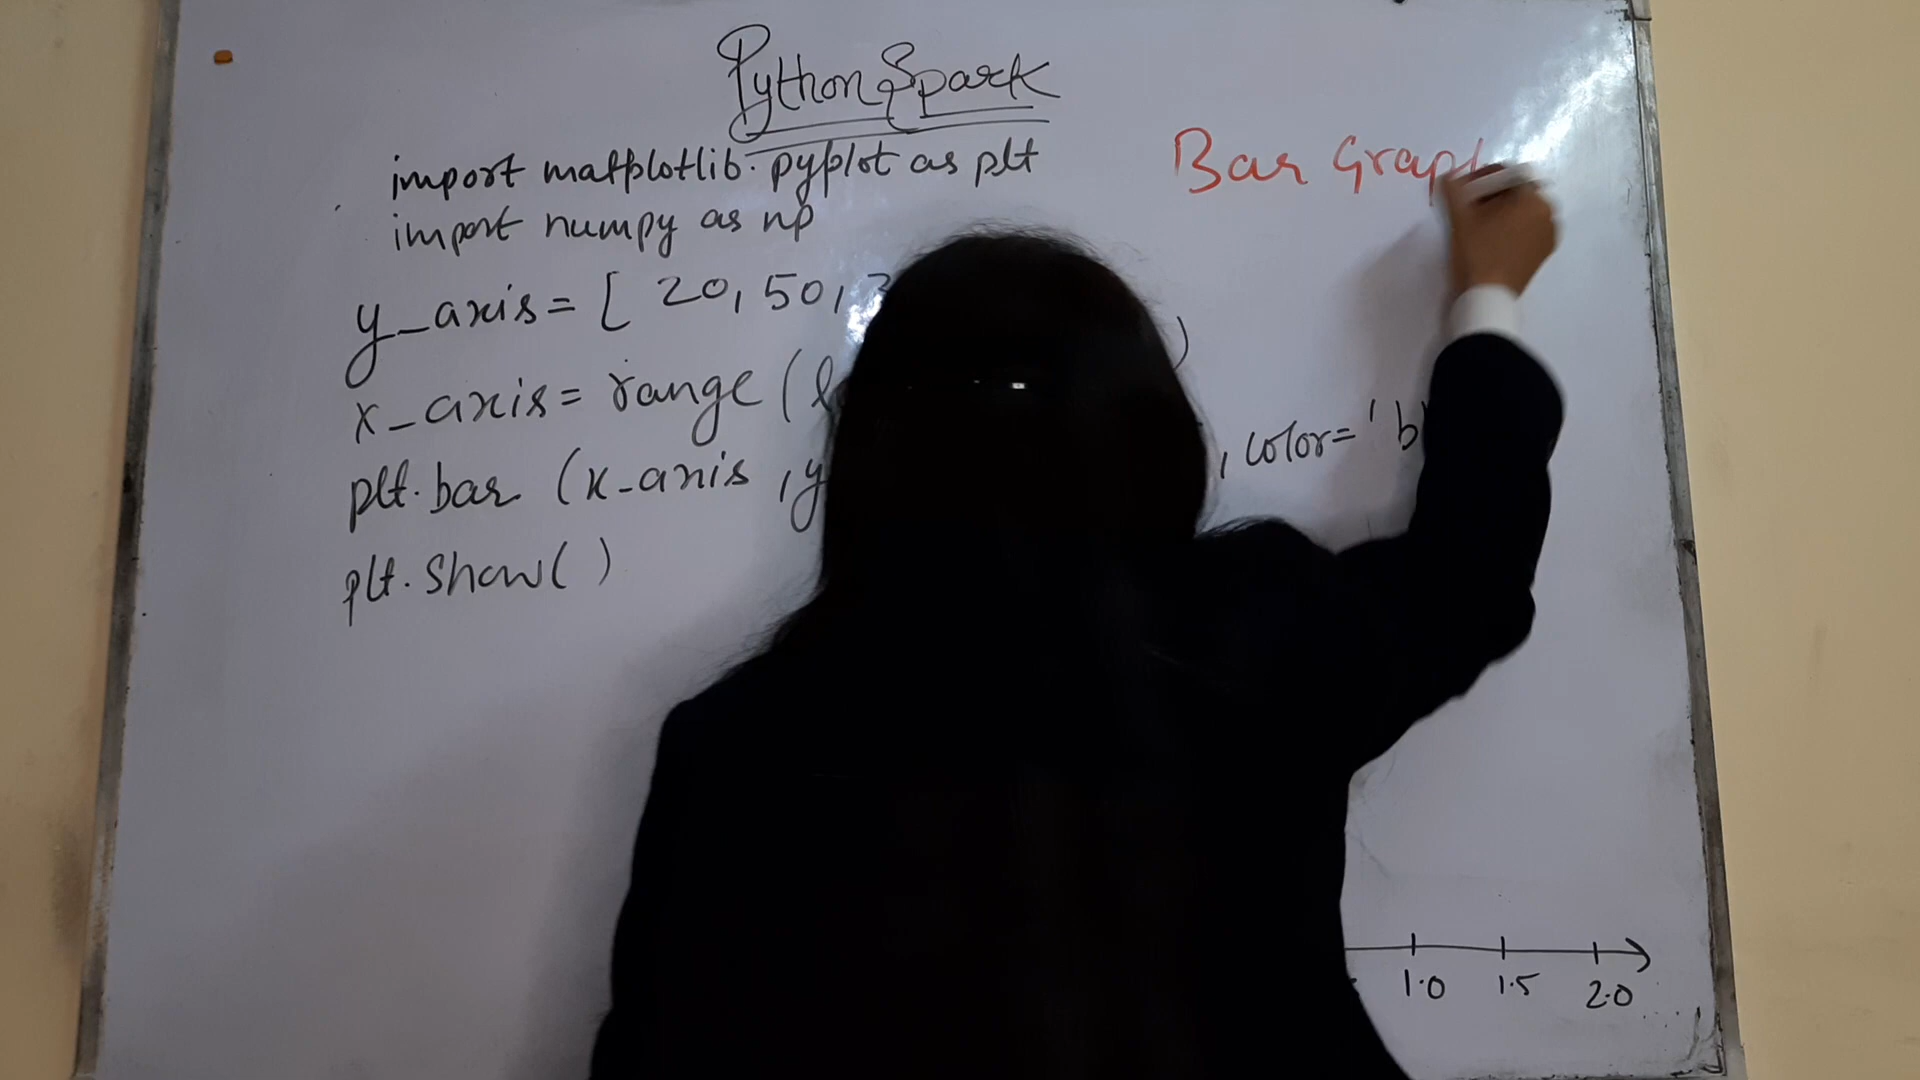 Python Spark
import matplotlib.pyplot as plt
Bar Grap
import numpy as np
y_axis = [ 20, 50,
x_axis = range (
)
plt.bar (x-axis , y
, color= 'b
plt.show( )
1.0 1.5 2.0